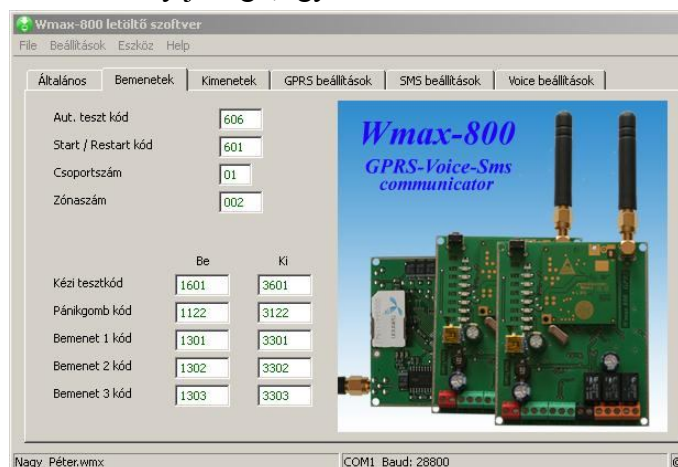 Wmax-800 letöltő szoftver
File Beállítások Eszköz Help
Általános Bemenetek Kimenetek GPRS beállítások SMS beállítások Voice beállítások
Aut. teszt kód 606
Start / Restart kód 601
Csoportszám 01
Zónaszám 002
Be Ki
Kézi tesztkód 1601 3601
Pánikgomb kód 1122 3122
Bemenet 1 kód 1301 3301
Bemenet 2 kód 1302 3302
Bemenet 3 kód 1303 3303
Wmax-800
GPRS-Voice-Sms
communicator
Nagy Péter.wmx COM1 Baud: 28800